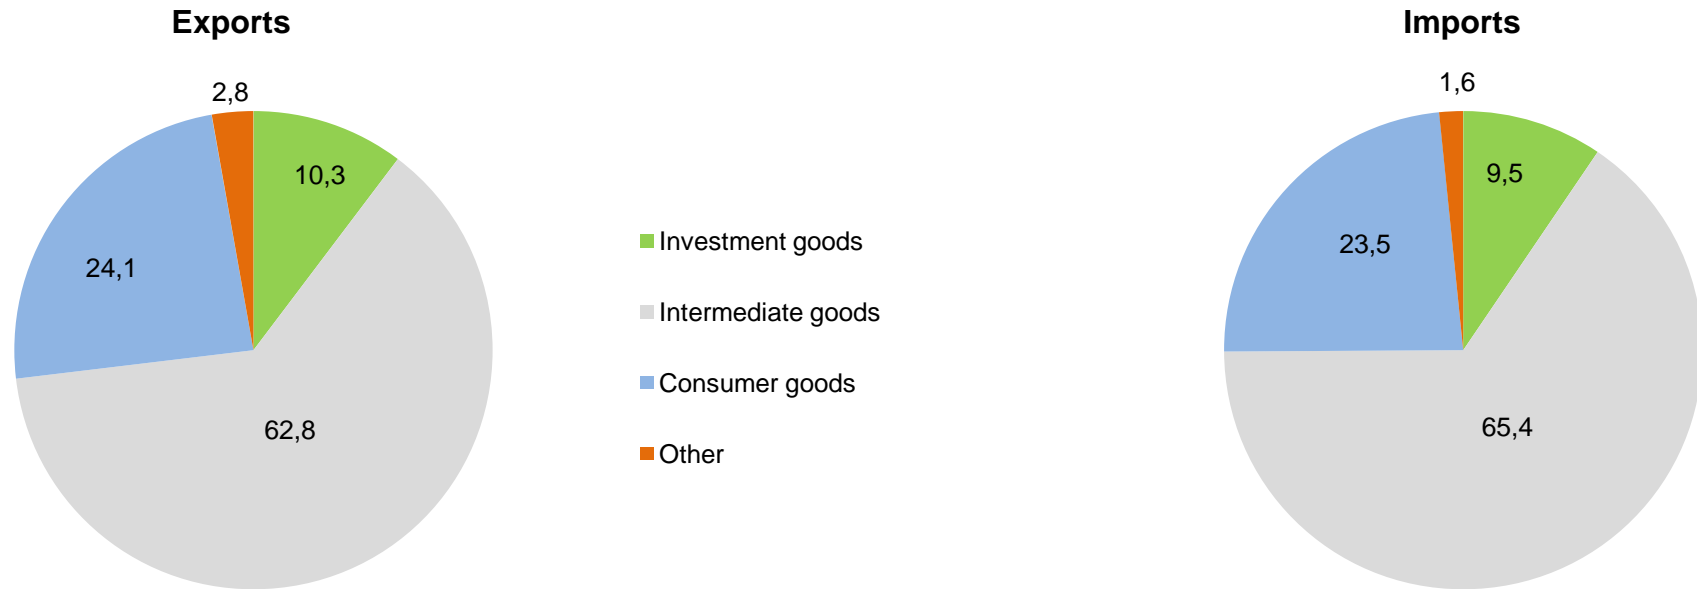 Exports
2,8
10,3
24,1
62,8
Investment goods
Intermediate goods
Consumer goods
Other
Imports
1,6
9,5
23,5
65,4